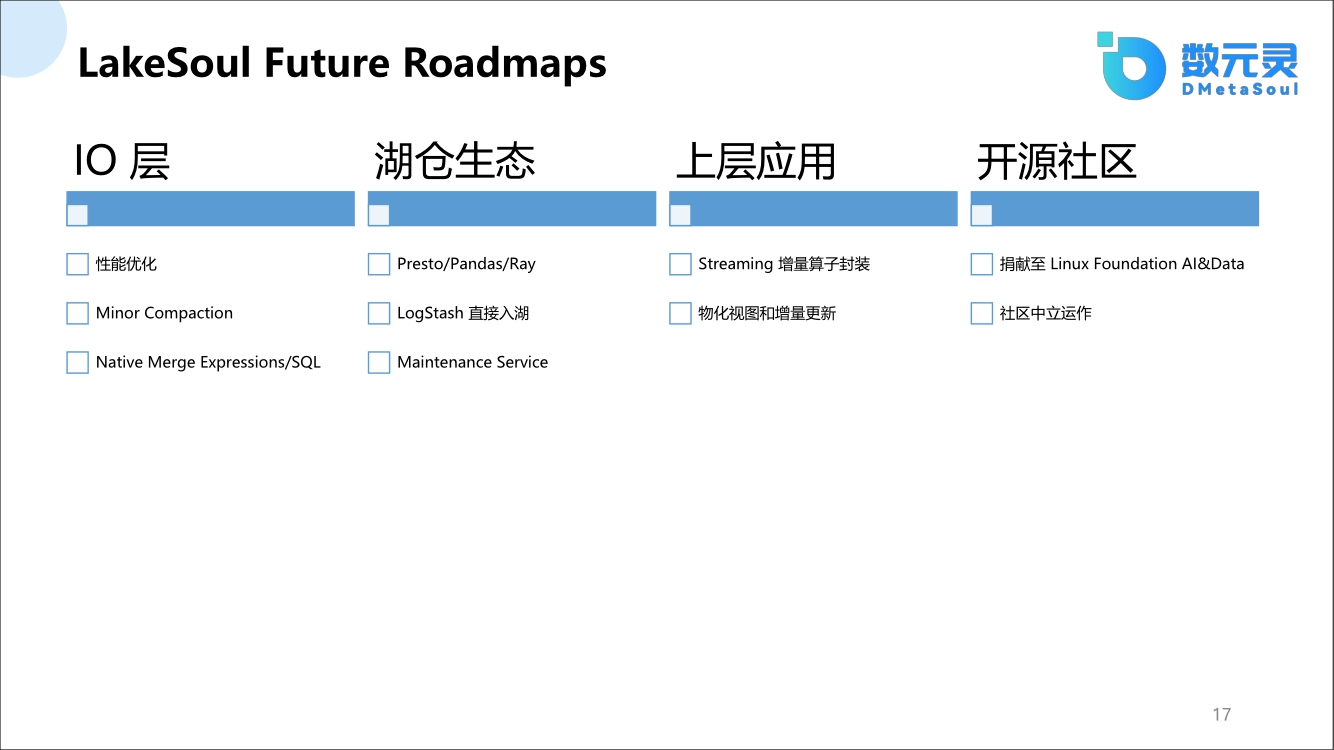 LakeSoul Future Roadmaps
数元灵
DMetaSoul
IO 层
性能优化
Minor Compaction
Native Merge Expressions/SQL
湖仓生态
Presto/Pandas/Ray
LogStash 直接入湖
Maintenance Service
上层应用
Streaming 增量算子封装
物化视图和增量更新
开源社区
捐献至 Linux Foundation AI&Data
社区中立运作
17